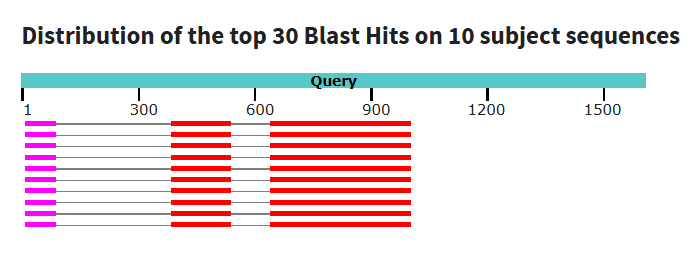 Distribution of the top 30 Blast Hits on 10 subject sequences
Query
1 300 600 900 1200 1500